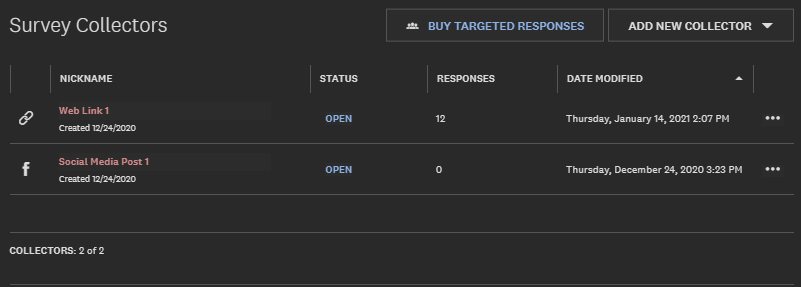 Survey Collectors
BUY TARGETED RESPONSES
ADD NEW COLLECTOR
NICKNAME STATUS RESPONSES DATE MODIFIED
Web Link 1
Created 12/24/2020
OPEN 12 Thursday, January 14, 2021 2:07 PM
Social Media Post 1
Created 12/24/2020
OPEN 0 Thursday, December 24, 2020 3:23 PM
COLLECTORS: 2 of 2